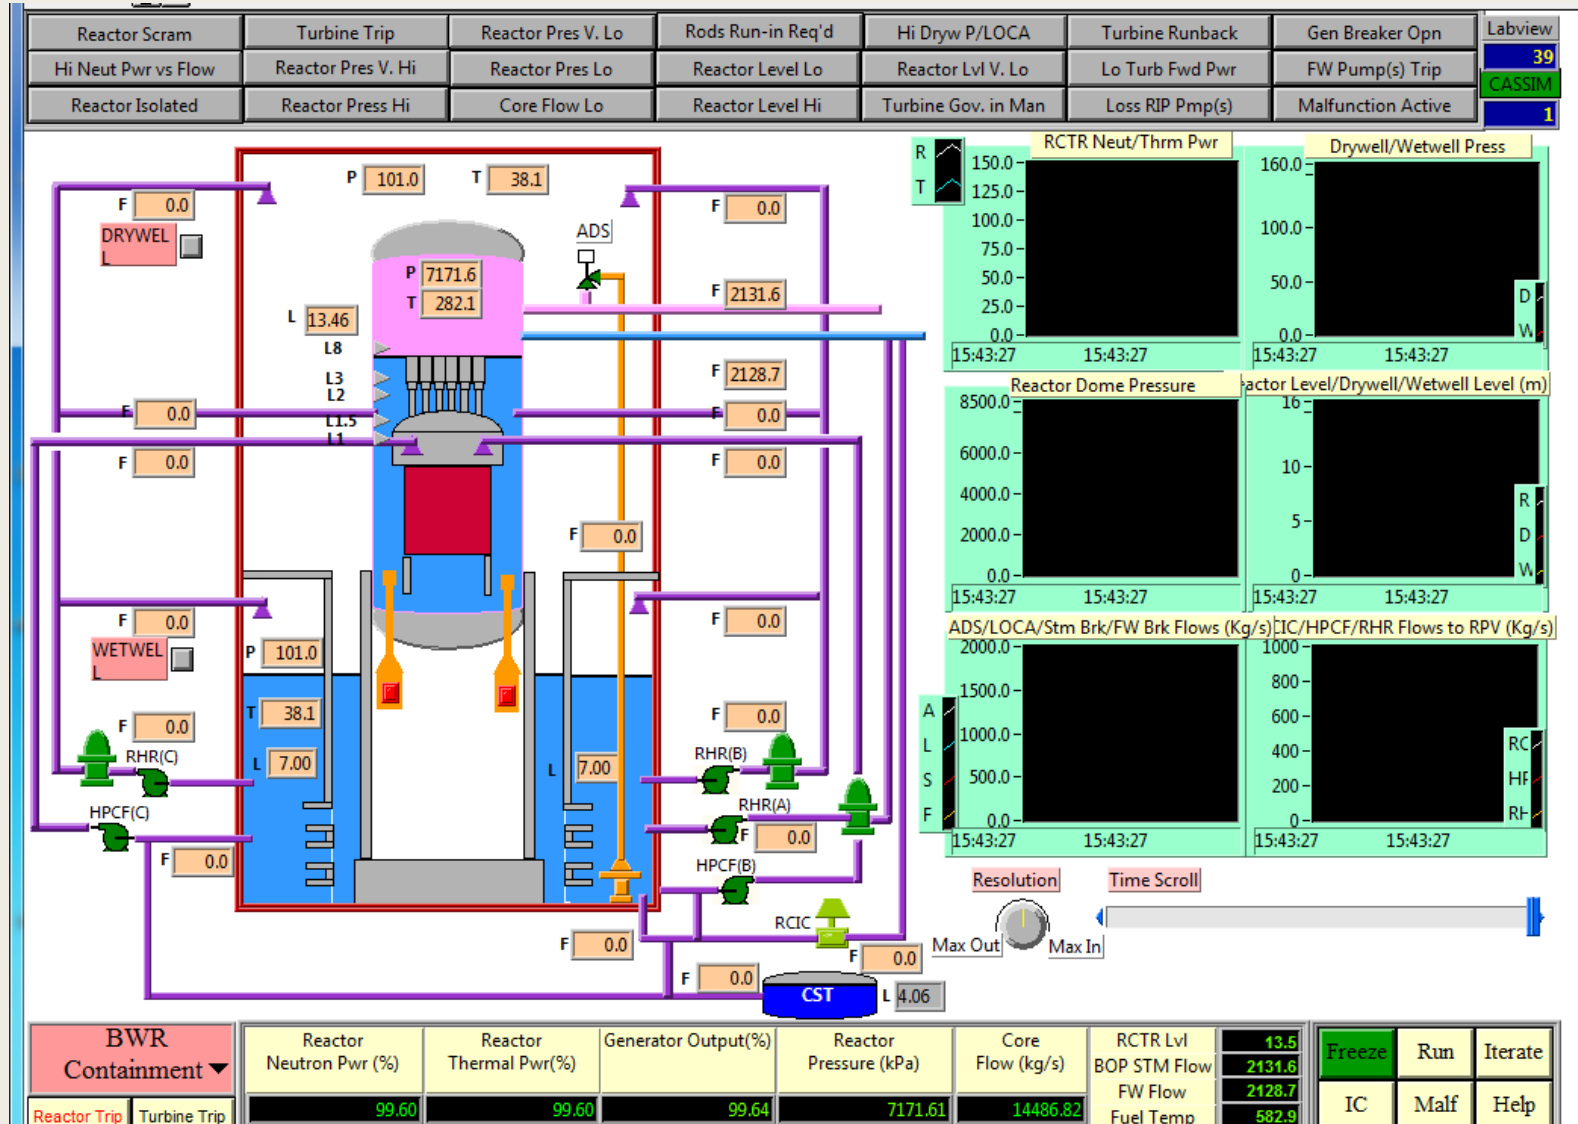 Reactor Scram
Turbine Trip
Reactor Pres V. Lo
Rods Run-in Req'd
Hi Dryw P/LOCA
Turbine Runback
Gen Breaker Opn
Labview
Hi Neut Pwr vs Flow
Reactor Pres V. Hi
Reactor Pres Lo
Reactor Level Lo
Reactor Lvl V. Lo
Lo Turb Fwd Pwr
FW Pump(s) Trip
39
CASSIM
Reactor Isolated
Reactor Press Hi
Core Flow Lo
Reactor Level Hi
Turbine Gov. in Man
Loss RIP Pmp(s)
Malfunction Active
1
P 101.0
T 38.1
F 0.0
F 0.0
DRYWEL
L
ADS
P 7171.6
T 282.1
F 2131.6
L 13.46
L8
L3
L2
L1.5
L1
F 2128.7
F 0.0
F 0.0
F 0.0
F 0.0
F 0.0
F 0.0
F 0.0
WETWEL
L
P 101.0
T 38.1
L 7.00
L 7.00
F 0.0
F 0.0
RHR(C)
RHR(B)
HPCF(C)
RHR(A)
F 0.0
F 0.0
HPCF(B)
RCIC
F 0.0
F 0.0
F 0.0
CST
L 4.06
RCTR Neut/Thrm Pwr
R
T
150.0
125.0
100.0
75.0
50.0
25.0
0.0
15:43:27
15:43:27
Drywell/Wetwell Press
160.0
100.0
50.0
0.0
D
W
15:43:27
15:43:27
Reactor Dome Pressure
8500.0
6000.0
4000.0
2000.0
0.0
15:43:27
15:43:27
actor Level/Drywell/Wetwell Level (m)
16
10
5
0
R
D
W
15:43:27
15:43:27
ADS/LOCA/Stm Brk/FW Brk Flows (Kg/s)
2000.0
1500.0
1000.0
500.0
0.0
A
L
S
F
15:43:27
15:43:27
IC/HPCF/RHR Flows to RPV (Kg/s)
1000
800
600
400
200
0
RC
HF
RH
15:43:27
15:43:27
Resolution
Time Scroll
Max Out
Max In
BWR
Containment
Reactor Trip
Turbine Trip
Reactor
Neutron Pwr (%)
99.60
Reactor
Thermal Pwr(%)
99.60
Generator Output(%)
99.64
Reactor
Pressure (kPa)
7171.61
Core
Flow (kg/s)
14486.82
RCTR Lvl 13.5
BOP STM Flow 2131.6
FW Flow 2128.7
Fuel Temp 582.9
Freeze
Run
Iterate
IC
Malf
Help